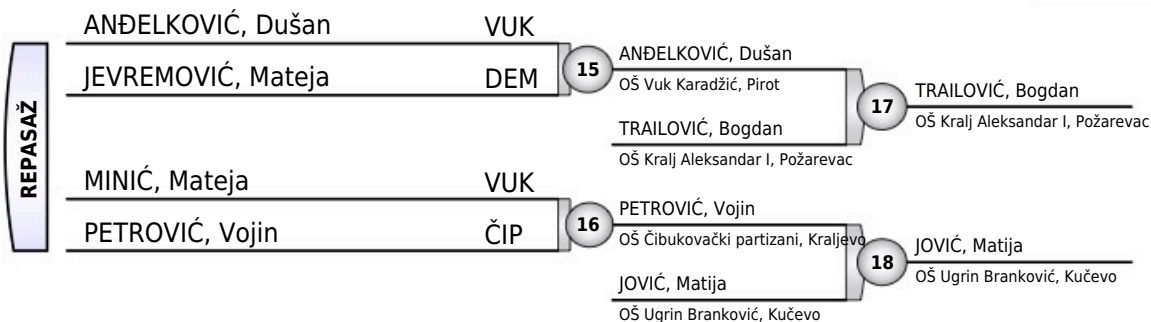 REPASAŽ
ANĐELKOVIĆ, Dušan VUK
JEVREMOVIĆ, Mateja DEM
15
ANĐELKOVIĆ, Dušan
OŠ Vuk Karadžić, Pirot
TRAILOVIĆ, Bogdan
OŠ Kralj Aleksandar I, Požarevac
17
TRAILOVIĆ, Bogdan
OŠ Kralj Aleksandar I, Požarevac
MINIĆ, Mateja VUK
PETROVIĆ, Vojin ČIP
16
PETROVIĆ, Vojin
OŠ Čibukovački partizani, Kraljevo
JOVIĆ, Matija
OŠ Ugrin Branković, Kučevo
18
JOVIĆ, Matija
OŠ Ugrin Branković, Kučevo